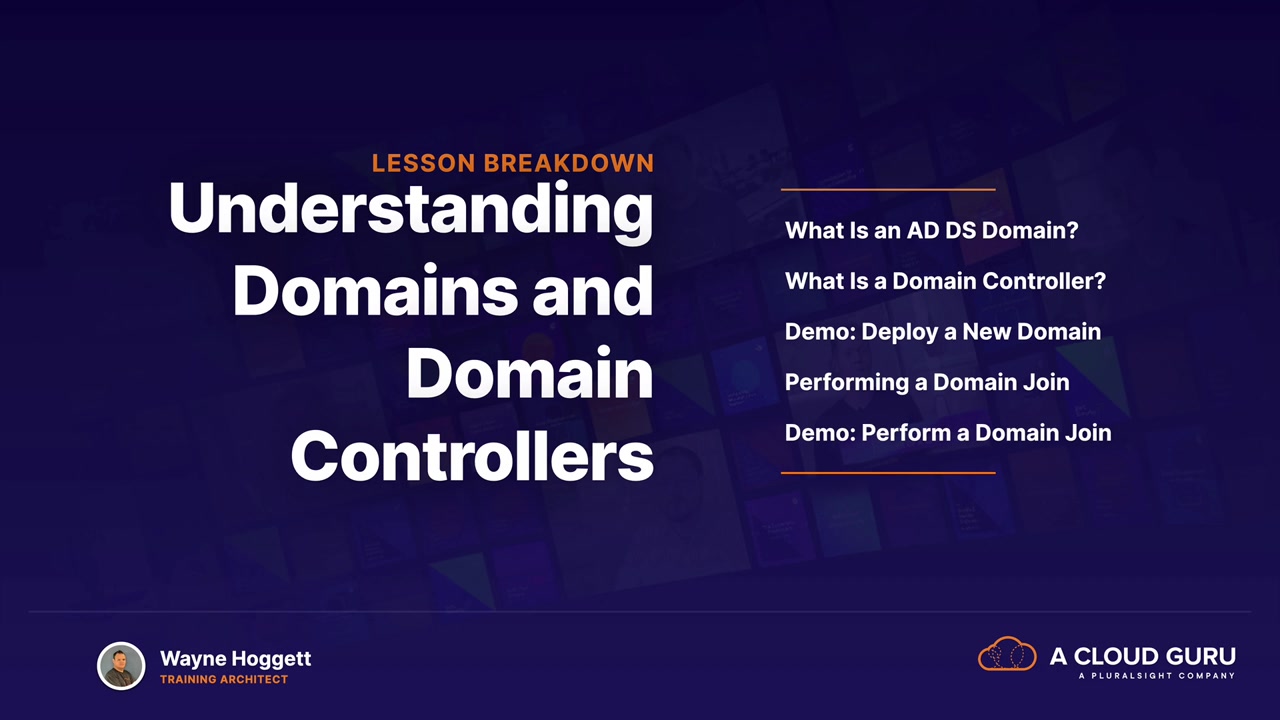 LESSON BREAKDOWN
Understanding
Domains and
Domain
Controllers
What Is an AD DS Domain?
What Is a Domain Controller?
Demo: Deploy a New Domain
Performing a Domain Join
Demo: Perform a Domain Join
Wayne Hoggett
TRAINING ARCHITECT
A CLOUD GURU
A PLURALSIGHT COMPANY